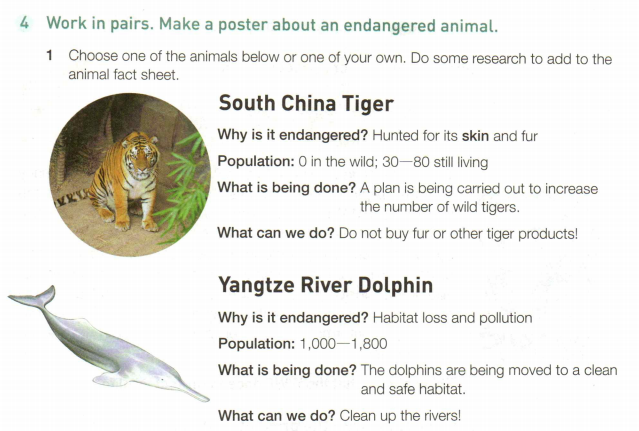 4 Work in pairs. Make a poster about an endangered animal.
1 Choose one of the animals below or one of your own. Do some research to add to the
animal fact sheet.
South China Tiger
Why is it endangered? Hunted for its skin and fur
Population: 0 in the wild; 30—80 still living
What is being done? A plan is being carried out to increase
the number of wild tigers.
What can we do? Do not buy fur or other tiger products!
Yangtze River Dolphin
Why is it endangered? Habitat loss and pollution
Population: 1,000—1,800
What is being done? The dolphins are being moved to a clean
and safe habitat.
What can we do? Clean up the rivers!